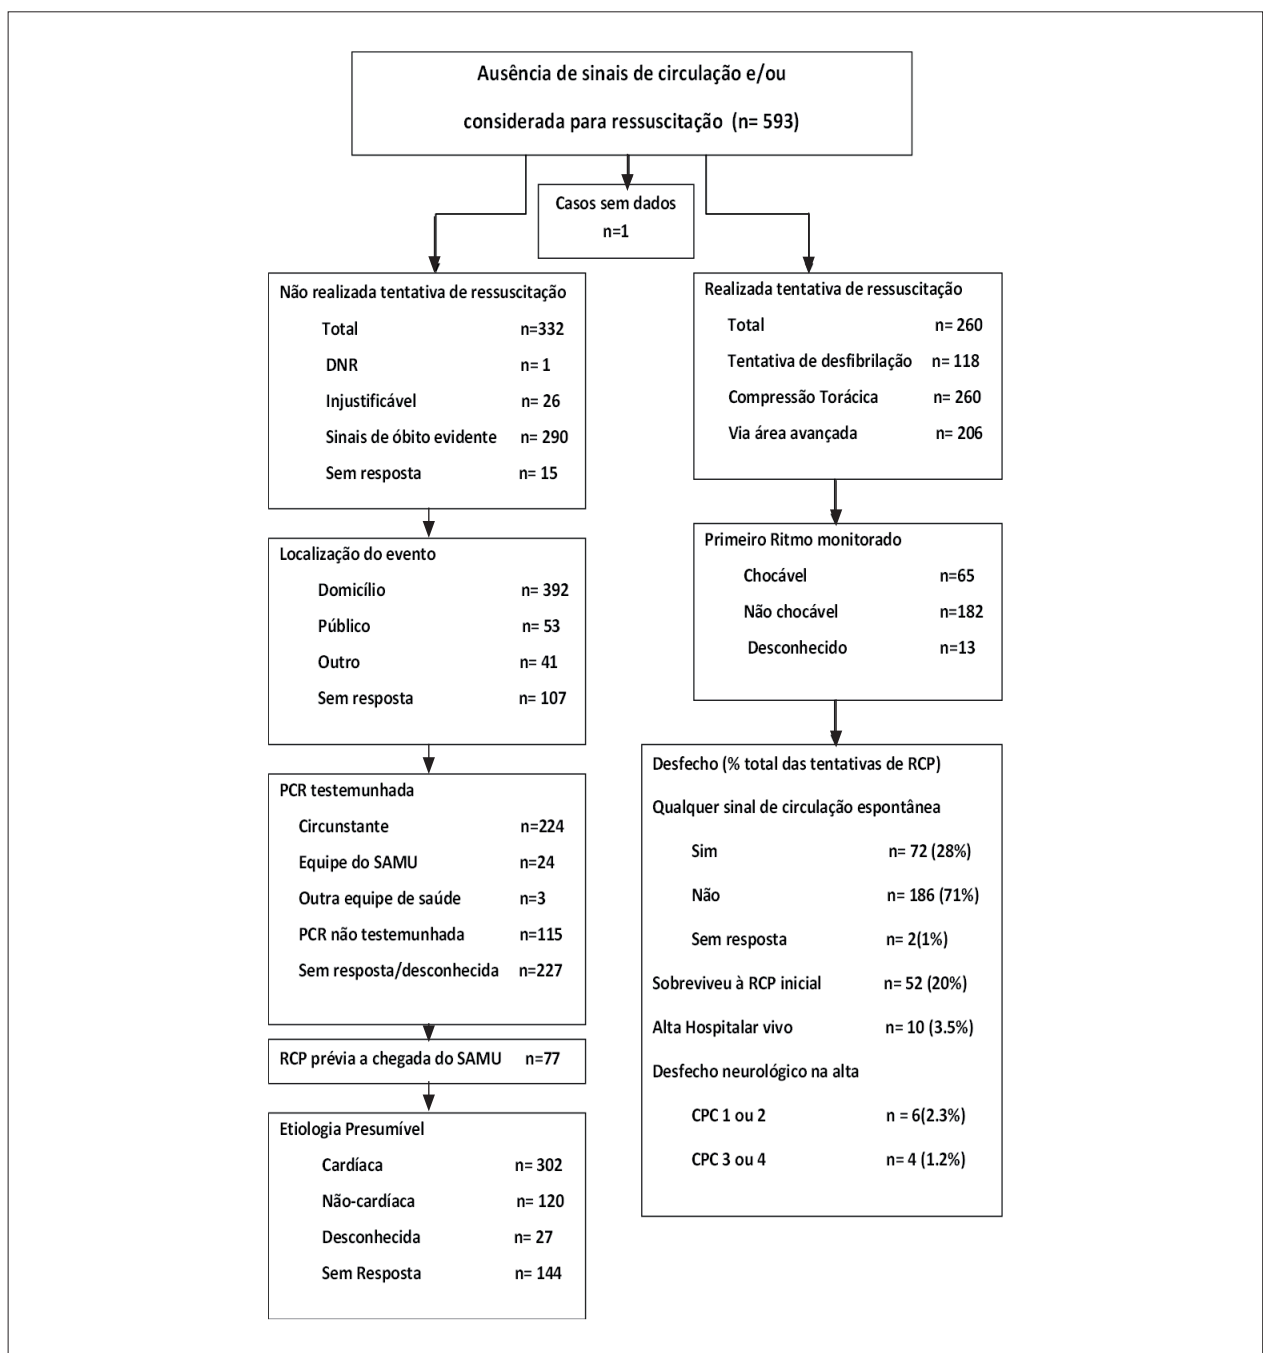 Ausência de sinais de circulação e/ou
considerada para ressuscitação (n= 593)
Casos sem dados
n=1
Não realizada tentativa de ressuscitação
Total n=332
DNR n= 1
Injustificável n= 26
Sinais de óbito evidente n= 290
Sem resposta n= 15
Localização do evento
Domicílio n= 392
Público n= 53
Outro n= 41
Sem resposta n= 107
PCR testemunhada
Circunstante n=224
Equipe do SAMU n=24
Outra equipe de saúde n=3
PCR não testemunhada n=115
Sem resposta/desconhecida n=227
RCP prévia a chegada do SAMU n=77
Etiologia Presumível
Cardíaca n= 302
Não-cardíaca n= 120
Desconhecida n= 27
Sem Resposta n= 144
Realizada tentativa de ressuscitação
Total n= 260
Tentativa de desfibrilação n= 118
Compressão Torácica n= 260
Via área avançada n= 206
Primeiro Ritmo monitorado
Chocável n=65
Não chocável n=182
Desconhecido n=13
Desfecho (% total das tentativas de RCP)
Qualquer sinal de circulação espontânea
Sim n= 72 (28%)
Não n= 186 (71%)
Sem resposta n= 2(1%)
Sobreviveu à RCP inicial n= 52 (20%)
Alta Hospitalar vivo n= 10 (3.5%)
Desfecho neurológico na alta
CPC 1 ou 2 n = 6(2.3%)
CPC 3 ou 4 n= 4 (1.2%)